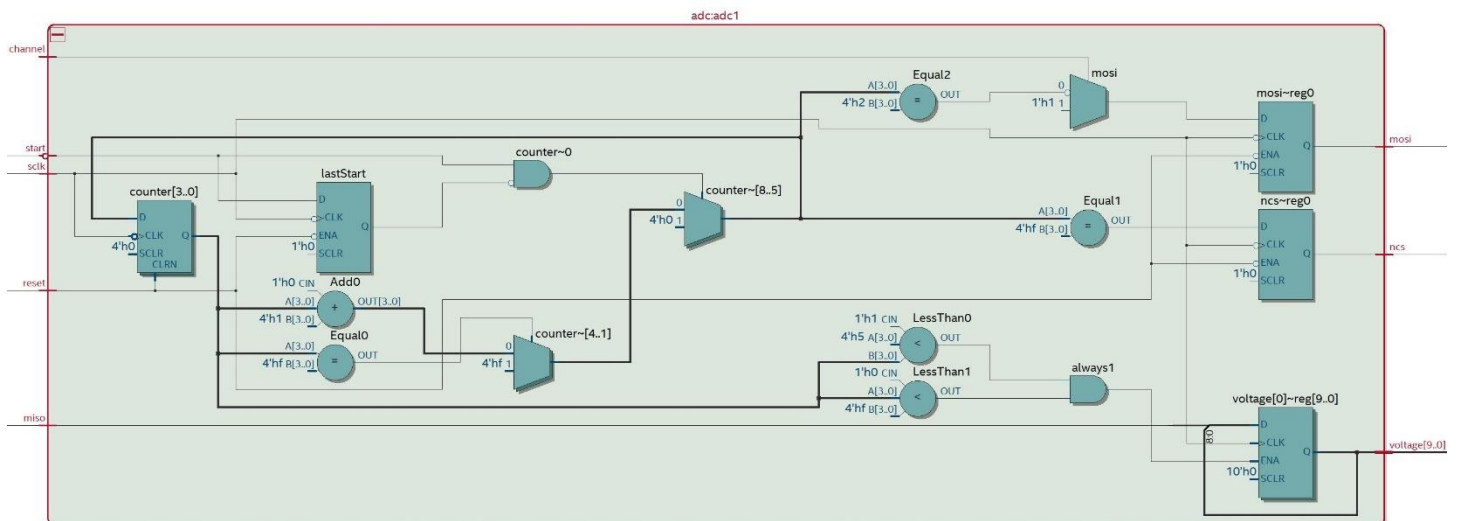 adc:adc1
channel
start
sclk
reset
miso
counter[3..0]
D
CLK
Q
4'h0
SCLR
CLRN
lastStart
D
CLK
ENA
Q
1'h0
SCLR
counter~0
1'h0 CIN
Add0
A[3..0]
OUT[3..0]
4'h1 B[3..0]
+
Equal0
A[3..0]
OUT
4'hf B[3..0]
=
counter~[4..1]
0
4'hf 1
counter~[8..5]
0
4'h0 1
Equal2
A[3..0]
OUT
4'h2 B[3..0]
=
mosi
0
1'h1 1
Equal1
A[3..0]
OUT
4'hf B[3..0]
=
1'h1 CIN
LessThan0
4'h5 A[3..0]
OUT
B[3..0]
<
1'h0 CIN
LessThan1
A[3..0]
OUT
4'hf B[3..0]
<
always1
mosi~reg0
D
CLK
ENA
Q
1'h0
SCLR
ncs~reg0
D
CLK
ENA
Q
1'h0
SCLR
voltage[0]~reg[9..0]
8:0
D
CLK
ENA
Q
10'h0
SCLR
mosi
ncs
voltage[9..0]